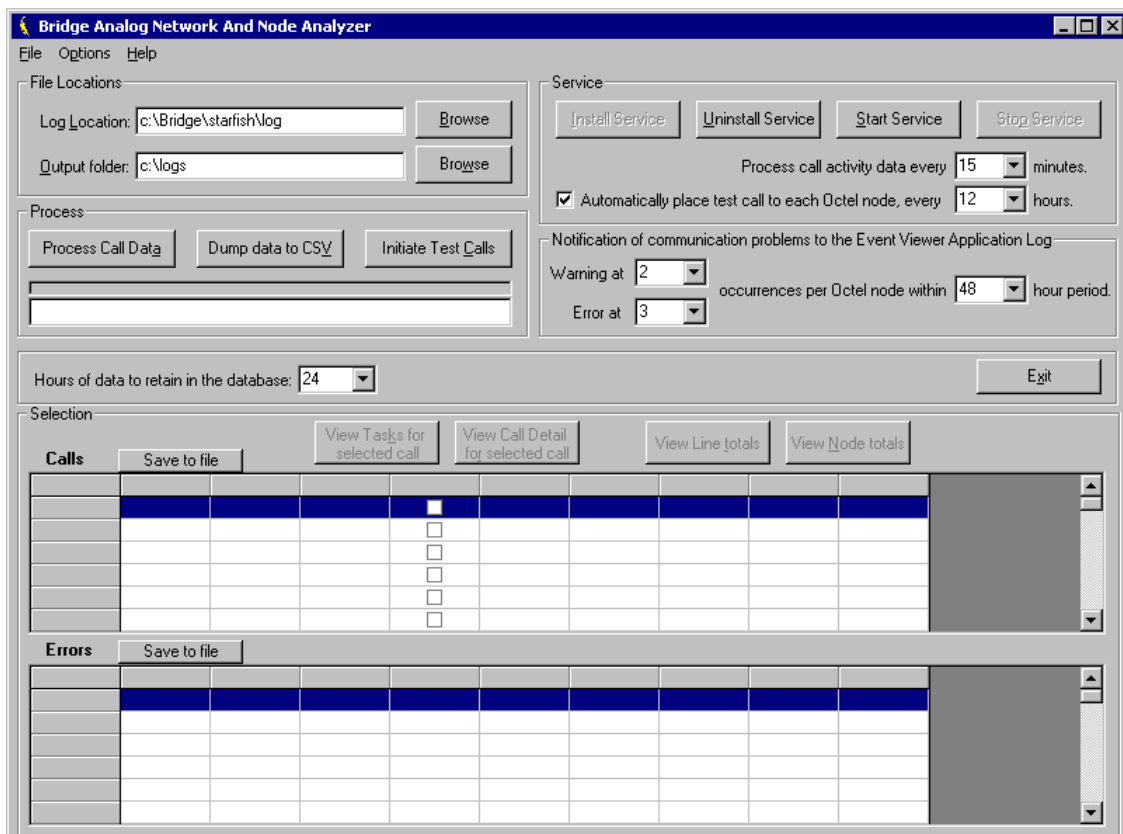 Bridge Analog Network And Node Analyzer
File Options Help
File Locations
Log Location: c:\Bridge\starfish\log Browse
Output folder: c:\logs Browse
Service
Install Service Uninstall Service Start Service Stop Service
Process call activity data every 15 minutes.
Automatically place test call to each Octel node, every 12 hours.
Process
Process Call Data Dump data to CSV Initiate Test Calls
Notification of communication problems to the Event Viewer Application Log
Warning at 2
occurrences per Octel node within 48 hour period.
Error at 3
Hours of data to retain in the database: 24 Exit
Selection
View Tasks for selected call View Call Detail for selected call View Line totals View Node totals
Calls Save to file
Errors Save to file